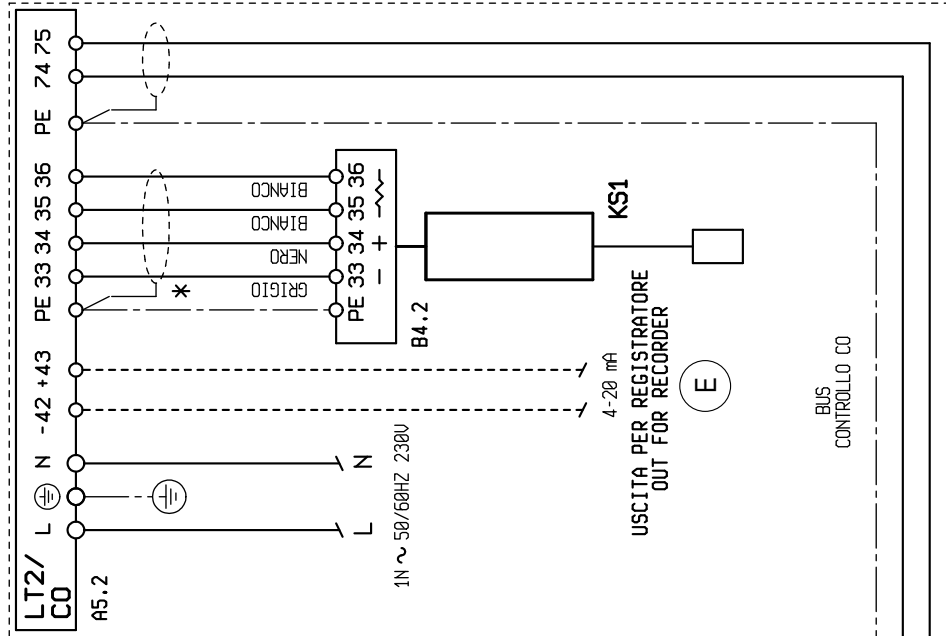 LT2/
CO
A5.2
L
N
-42 +43
PE 33 34 35 36
PE
74 75
GRIGIO
NERO
BIANCO
BIANCO
*
PE 33 34 35 36
- +
B4.2
KS1
L
N
1N ~ 50/60HZ 230V
4-20 mA
USCITA PER REGISTRATORE
OUT FOR RECORDER
E
BUS
CONTROLLO CO